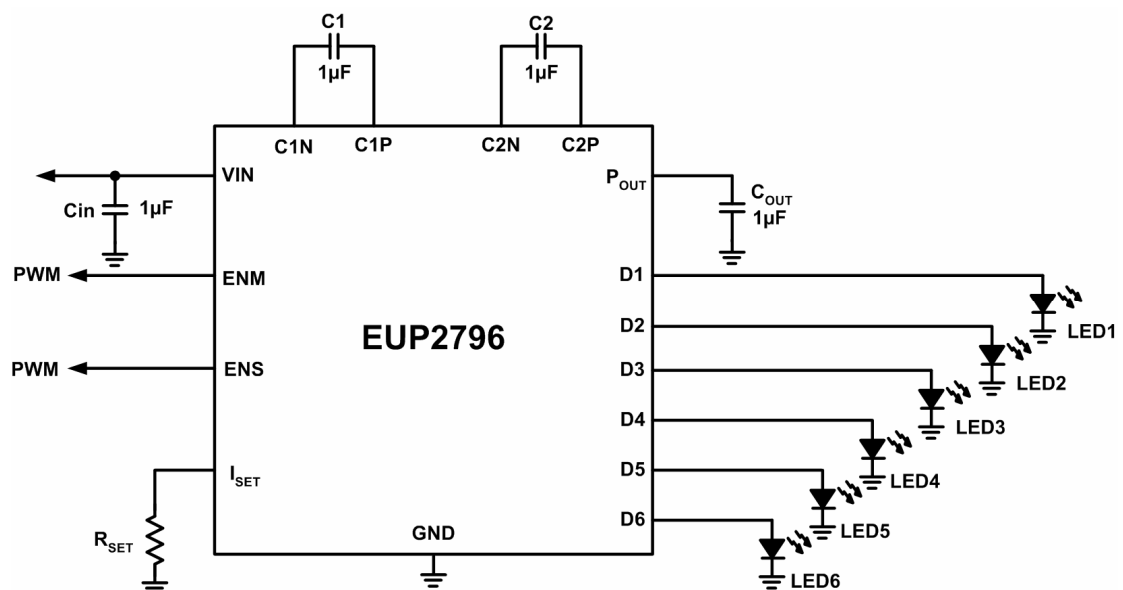 C1
1µF
C2
1µF
C1N
C1P
C2N
C2P
VIN
POUT
Cin
1µF
COUT
1µF
PWM
ENM
D1
LED1
EUP2796
D2
LED2
PWM
ENS
D3
LED3
D4
LED4
ISET
D5
LED5
RSET
GND
D6
LED6